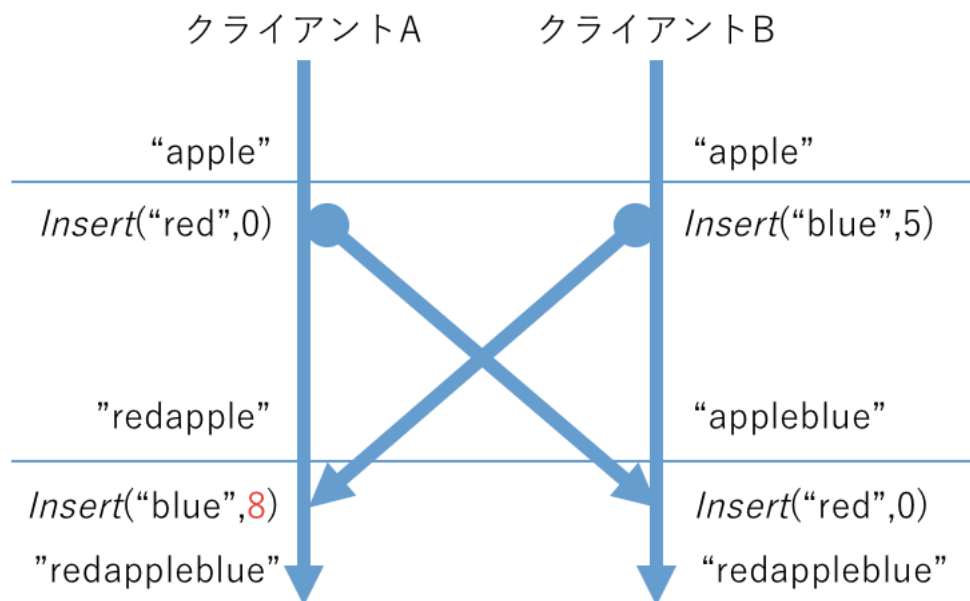 クライアントA クライアントB
“apple” “apple”
Insert(“red”,0) Insert(“blue”,5)
”redapple” “appleblue”
Insert(“blue”,8) Insert(“red”,0)
”redappleblue” “redappleblue”